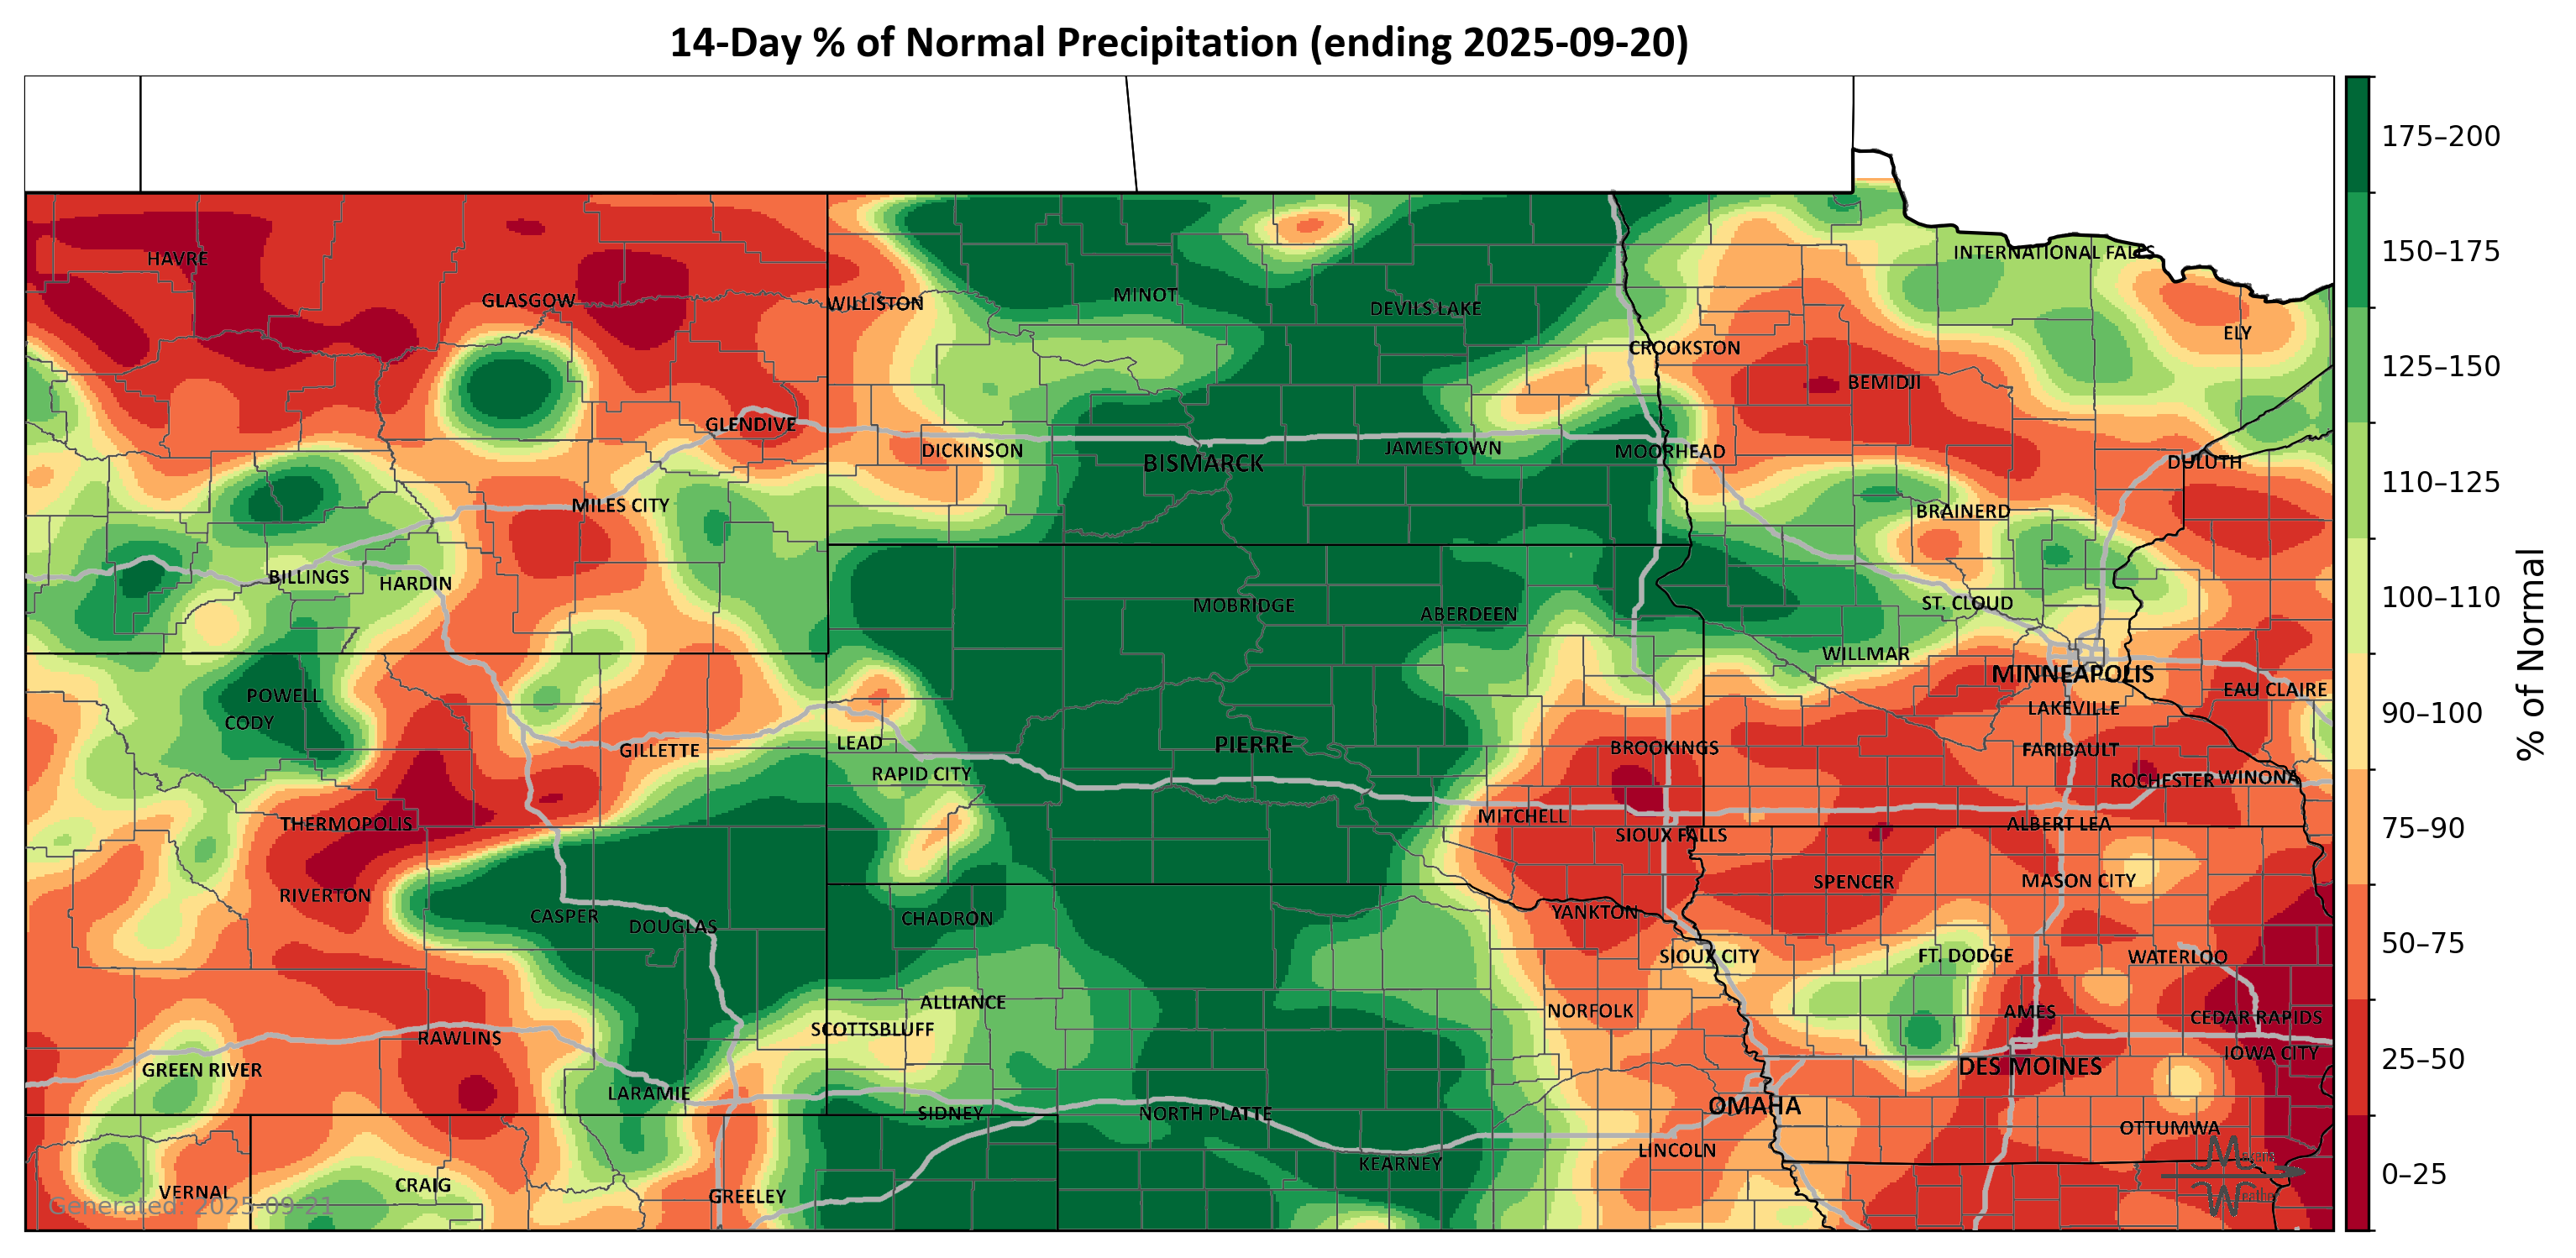 14-Day % of Normal Precipitation (ending 2025-09-20)
175–200
150–175
125–150
110–125
100–110
90–100
75–90
50–75
25–50
0–25
% of Normal
HAVRE
GLASGOW
WILLISTON
MINOT
DEVILS LAKE
INTERNATIONAL FALLS
ELY
CROOKSTON
BEMIDJI
GLENDIVE
DICKINSON
BISMARCK
JAMESTOWN
MOORHEAD
DULUTH
MILES CITY
BRAINERD
BILLINGS
HARDIN
MOBRIDGE
ABERDEEN
ST. CLOUD
WILLMAR
MINNEAPOLIS
POWELL
CODY
EAU CLAIRE
LAKEVILLE
GILLETTE
LEAD
RAPID CITY
PIERRE
BROOKINGS
FARIBAULT
ROCHESTER
WINONA
THERMOPOLIS
MITCHELL
SIOUX FALLS
ALBERT LEA
RIVERTON
CASPER
DOUGLAS
CHADRON
YANKTON
SPENCER
MASON CITY
SIOUX CITY
FT. DODGE
WATERLOO
ALLIANCE
SCOTTSBLUFF
NORFOLK
AMES
CEDAR RAPIDS
RAWLINS
GREEN RIVER
IOWA CITY
DES MOINES
LARAMIE
SIDNEY
NORTH PLATTE
OMAHA
OTTUMWA
KEARNEY
LINCOLN
VERNAL
CRAIG
GREELEY
Generated: 2025-09-21